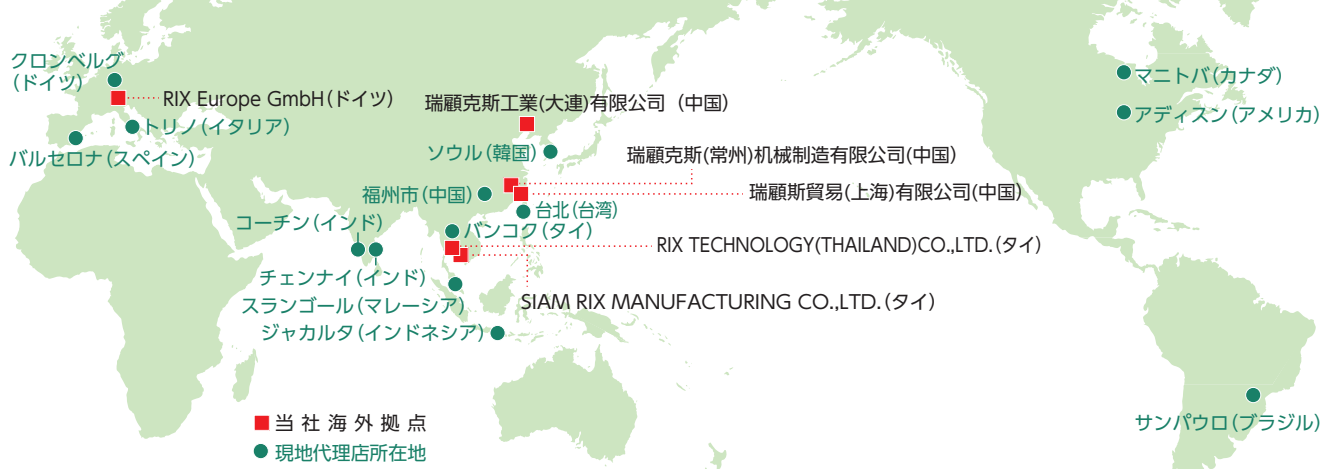 クロンベルグ
(ドイツ)
RIX Europe GmbH(ドイツ)
トリノ(イタリア)
バルセロナ(スペイン)
瑞顧克斯工業(大連)有限公司 (中国)
ソウル(韓国)
瑞顧克斯(常州)机械制造有限公司(中国)
福州市(中国)
瑞顧斯貿易(上海)有限公司(中国)
台北(台湾)
コーチン(インド)
バンコク(タイ)
RIX TECHNOLOGY(THAILAND)CO.,LTD.(タイ)
チェンナイ(インド)
スランゴール(マレーシア)
SIAM RIX MANUFACTURING CO.,LTD.(タイ)
ジャカルタ(インドネシア)
マニトバ(カナダ)
アディスン(アメリカ)
サンパウロ(ブラジル)
当社海外拠点
現地代理店所在地